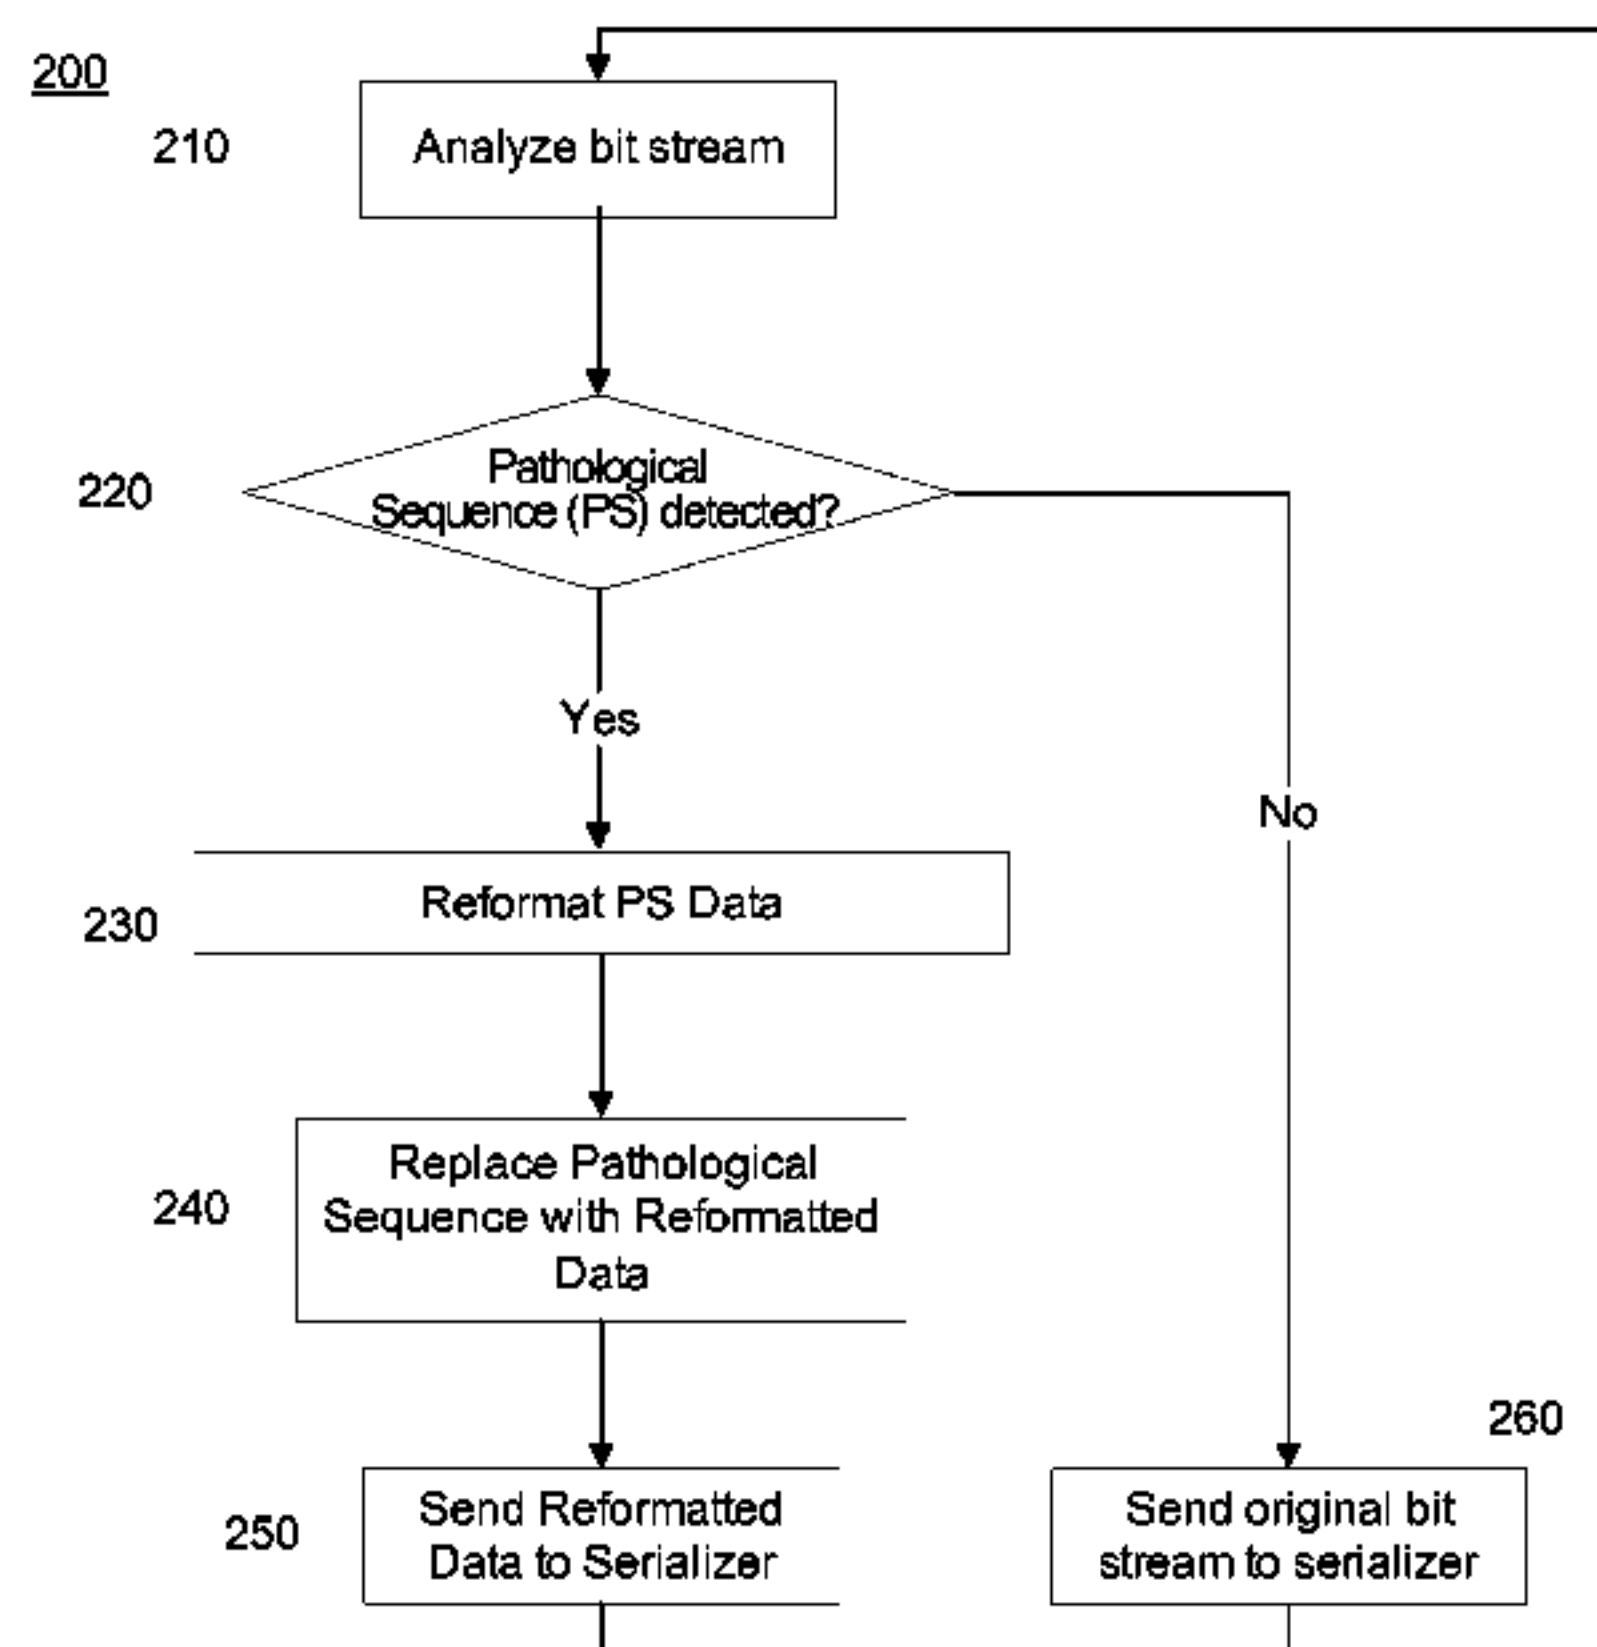 200
210
Analyze bit stream
220
Pathological
Sequence (PS) detected?
Yes
No
230
Reformat PS Data
240
Replace Pathological
Sequence with Reformatted
Data
250
Send Reformatted
Data to Serializer
260
Send original bit
stream to serializer